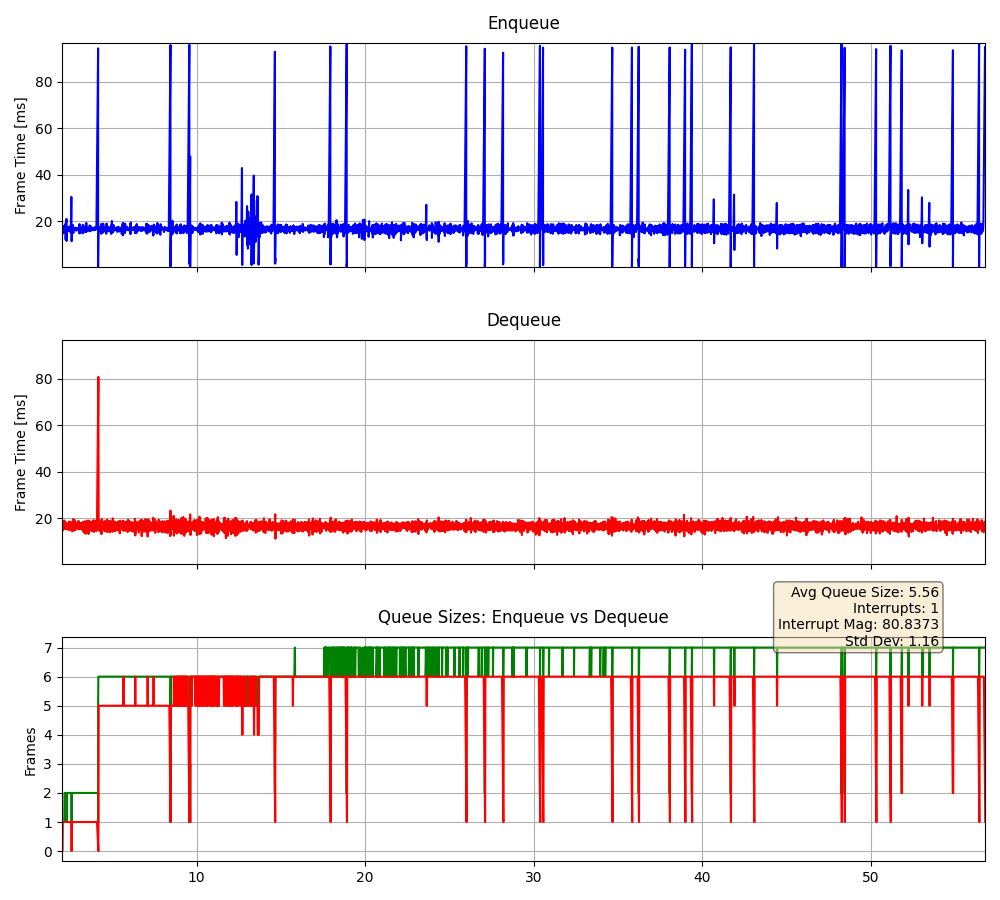 Enqueue
Frame Time [ms]
80
60
40
20
Dequeue
Frame Time [ms]
80
60
40
20
Avg Queue Size: 5.56
Interrupts: 1
Interrupt Mag: 80.8373
Std Dev: 1.16
Queue Sizes: Enqueue vs Dequeue
Frames
7
6
5
4
3
2
1
0
10 20 30 40 50